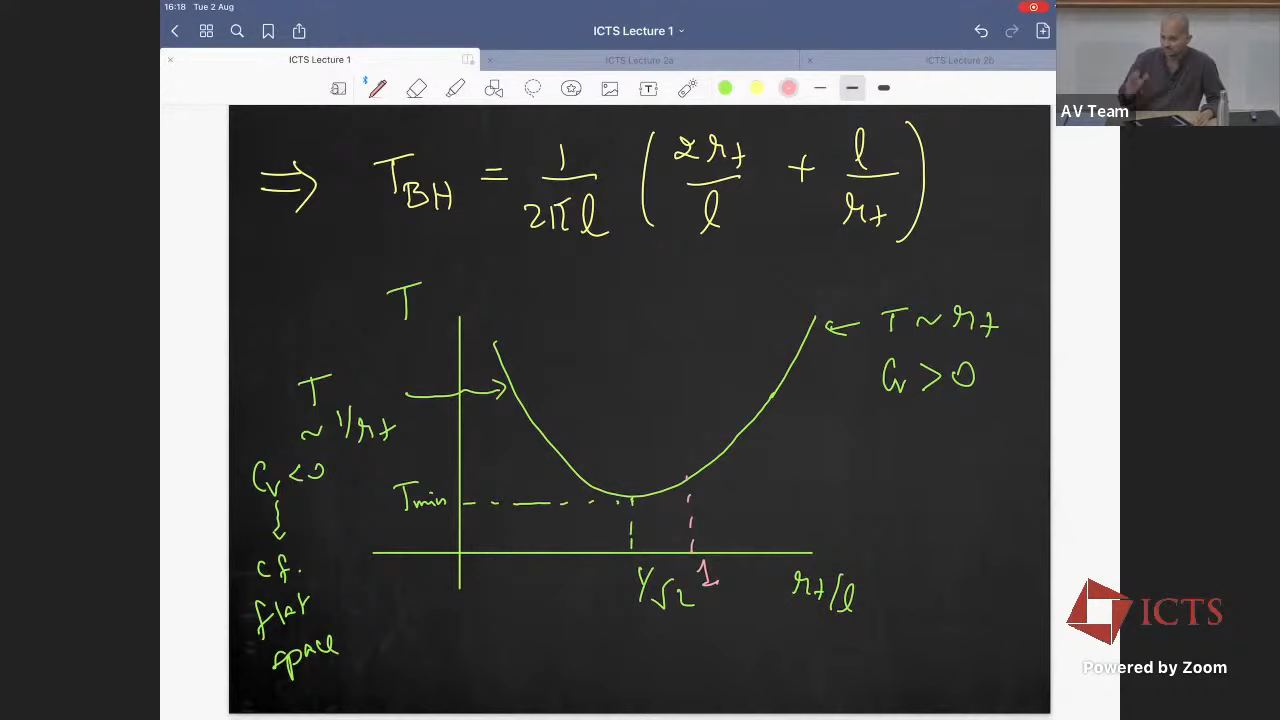 16:18 Tue 2 Aug
ICTS Lecture 1
ICTS Lecture 1
ICTS Lecture 2a
ICTS Lecture 2b
AV Team
⇒ T_BH = 1/(2πl) (2r₊/l + l/r₊)
T
← T ~ r₊
C_v > 0
T
~ 1/r₊
C_v < 0
cf.
flat
space
T_min
1/√2
1
r₊/l
ICTS
Powered by Zoom